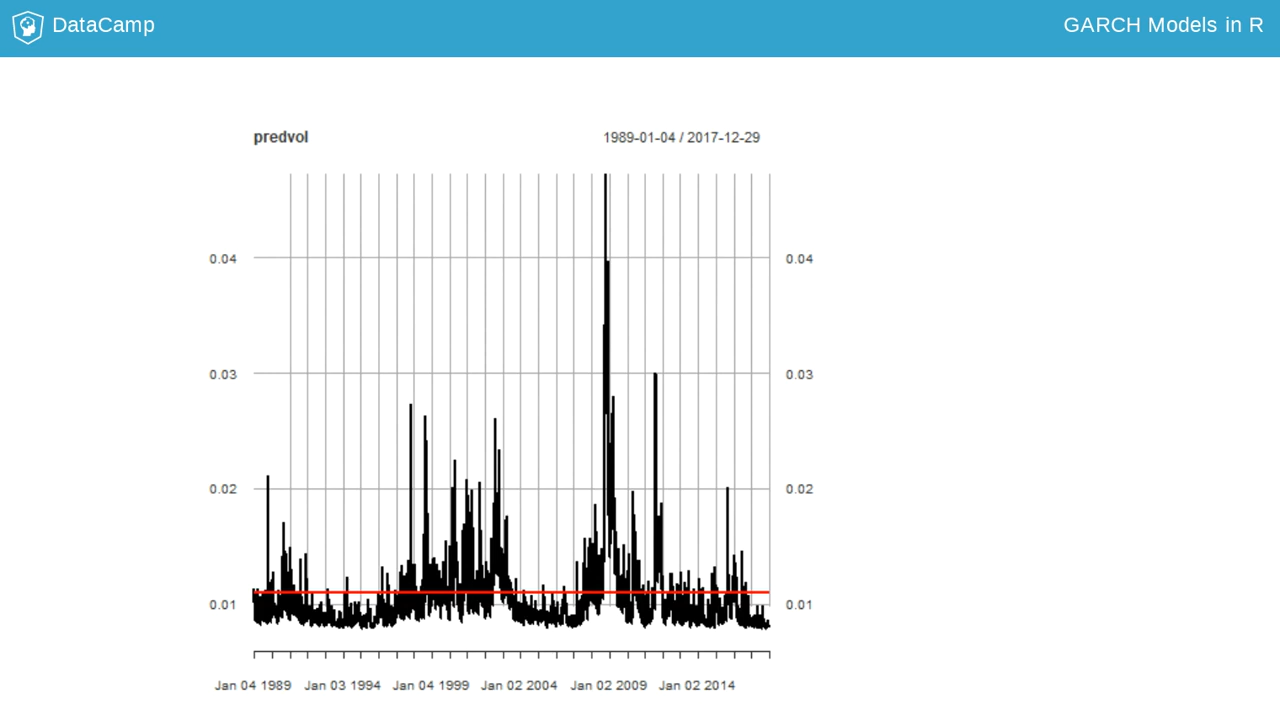 DataCamp GARCH Models in R
predvol 1989-01-04 / 2017-12-29
0.04 0.04
0.03 0.03
0.02 0.02
0.01 0.01
Jan 04 1989 Jan 03 1994 Jan 04 1999 Jan 02 2004 Jan 02 2009 Jan 02 2014